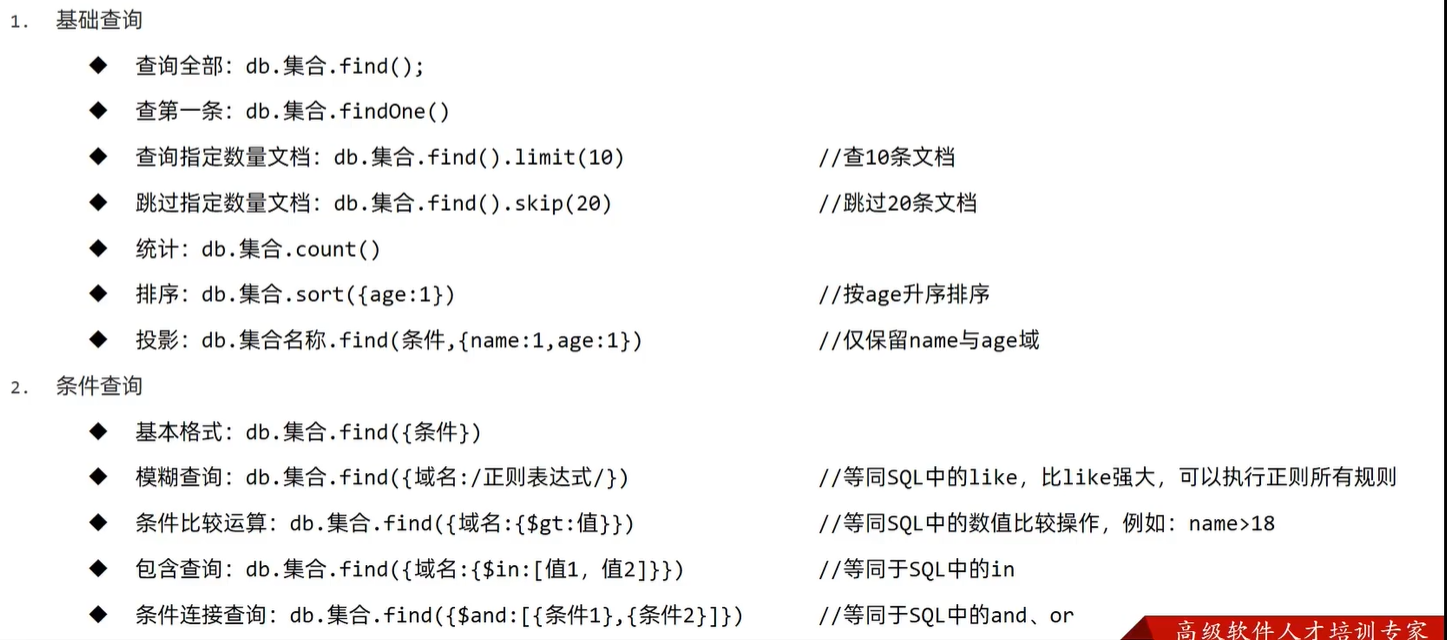 1. 基础查询
◆ 查询全部：db.集合.find();
◆ 查第一条：db.集合.findOne()
◆ 查询指定数量文档：db.集合.find().limit(10) //查10条文档
◆ 跳过指定数量文档：db.集合.find().skip(20) //跳过20条文档
◆ 统计：db.集合.count()
◆ 排序：db.集合.sort({age:1}) //按age升序排序
◆ 投影：db.集合名称.find(条件,{name:1,age:1}) //仅保留name与age域
2. 条件查询
◆ 基本格式：db.集合.find({条件})
◆ 模糊查询：db.集合.find({域名:/正则表达式/}) //等同SQL中的like，比like强大，可以执行正则所有规则
◆ 条件比较运算：db.集合.find({域名:{$gt:值}}) //等同SQL中的数值比较操作，例如：name>18
◆ 包含查询：db.集合.find({域名:{$in:[值1，值2]}}) //等同于SQL中的in
◆ 条件连接查询：db.集合.find({$and:[{条件1},{条件2}]}) //等同于SQL中的and、or
高级软件人才培训专家